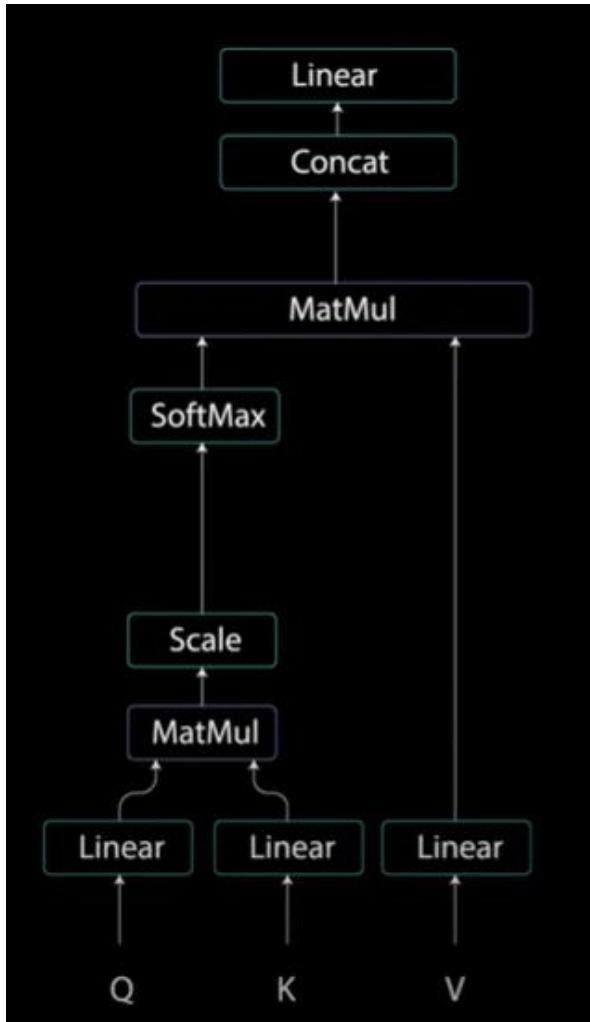 Linear
Concat
MatMul
SoftMax
Scale
MatMul
Linear Linear Linear
Q K V